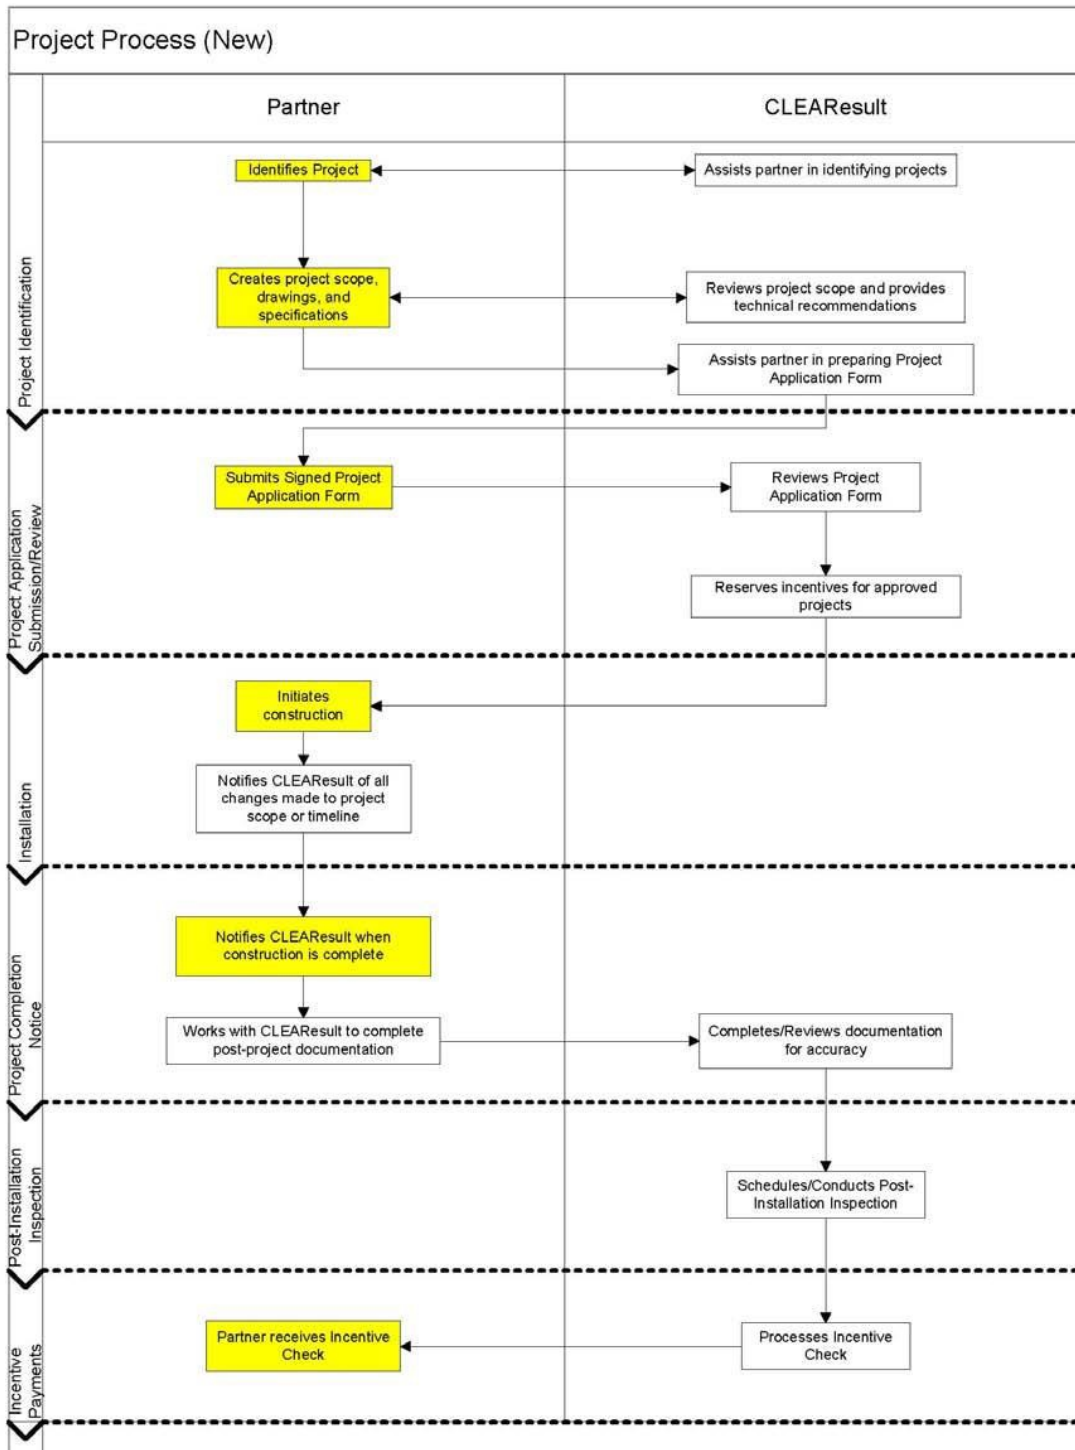 Project Process (New)
Partner
CLEAResult
Project Identification
Identifies Project
Assists partner in identifying projects
Creates project scope,
drawings, and
specifications
Reviews project scope and provides
technical recommendations
Assists partner in preparing Project
Application Form
Project Application
Submission/Review
Submits Signed Project
Application Form
Reviews Project
Application Form
Reserves incentives for approved
projects
Installation
Initiates
construction
Notifies CLEAResult of all
changes made to project
scope or timeline
Project Completion
Notice
Notifies CLEAResult when
construction is complete
Works with CLEAResult to complete
post-project documentation
Completes/Reviews documentation
for accuracy
Post-Installation
Inspection
Schedules/Conducts Post-
Installation Inspection
Incentive
Payments
Partner receives Incentive
Check
Processes Incentive
Check